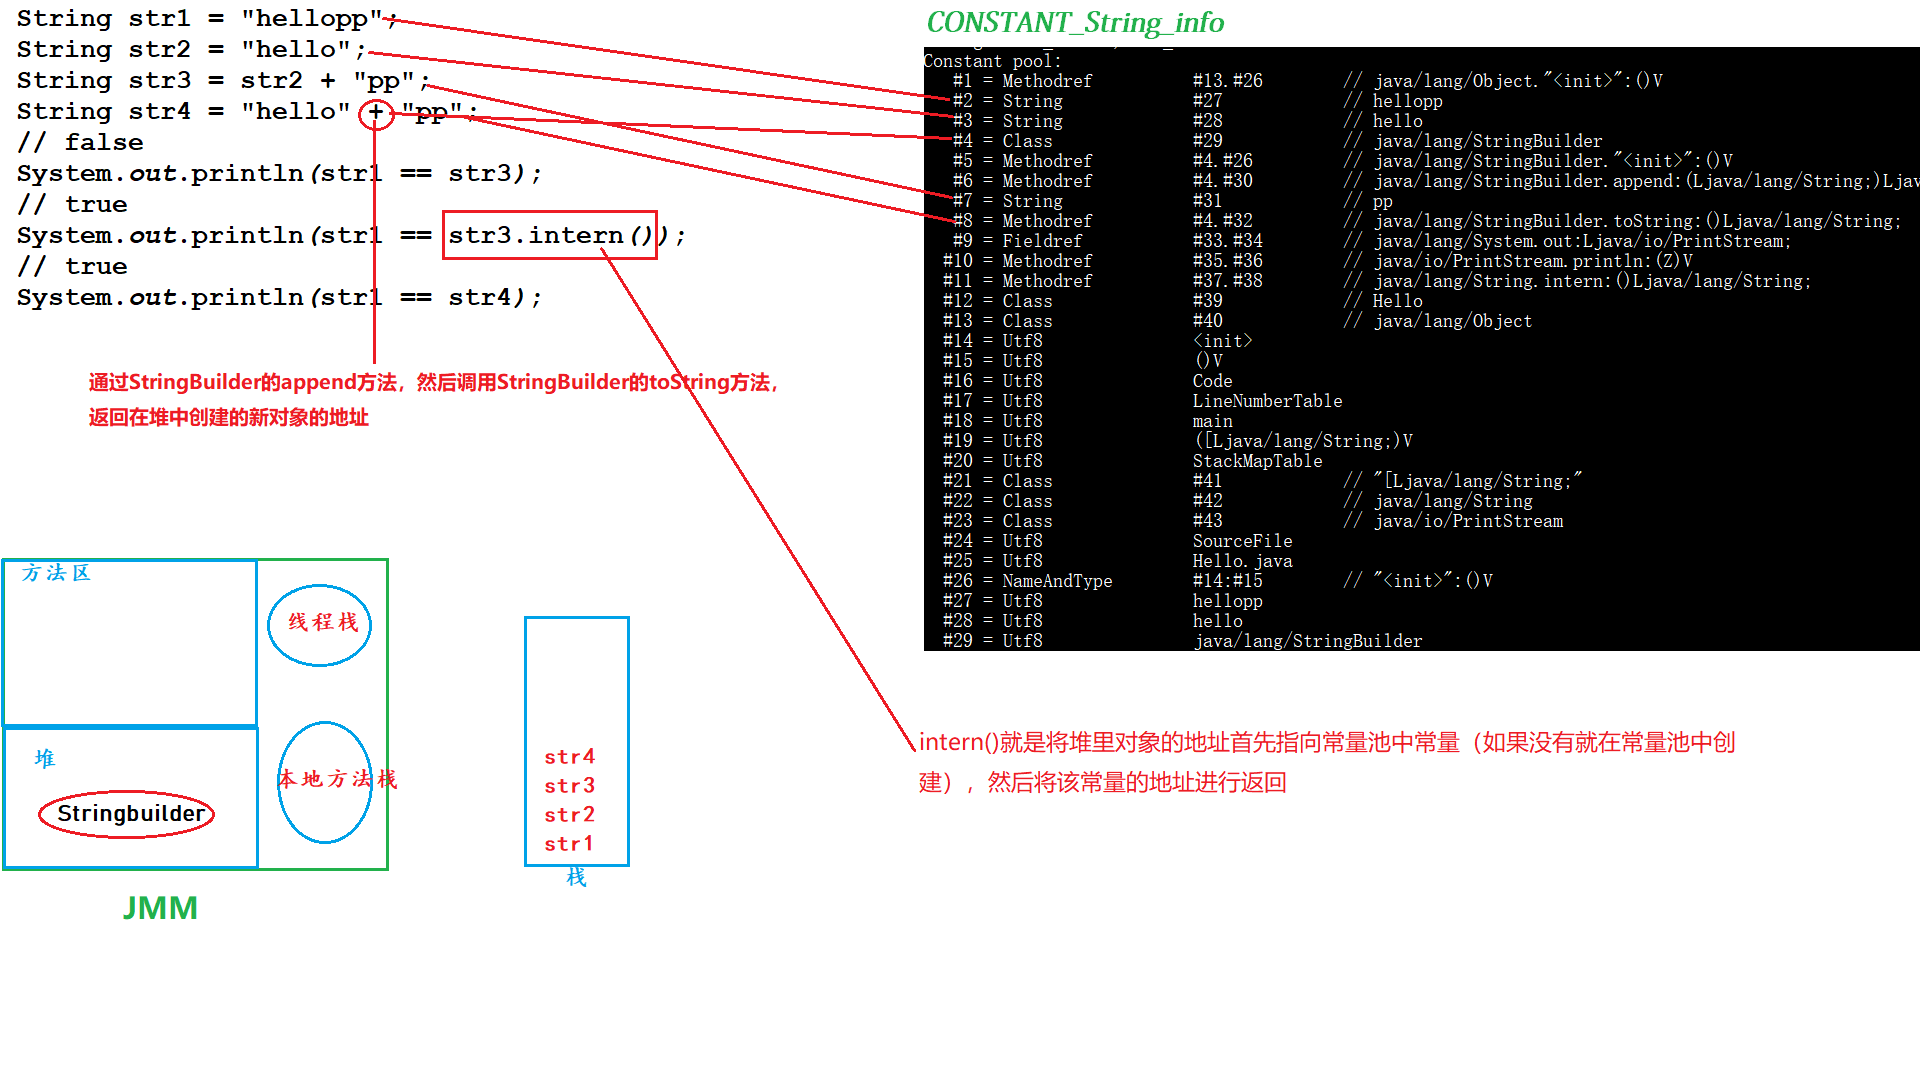 String str1 = "hellopp";
String str2 = "hello";
String str3 = str2 + "pp";
String str4 = "hello" + "pp";
// false
System.out.println(str1 == str3);
// true
System.out.println(str1 == str3.intern());
// true
System.out.println(str1 == str4);
通过StringBuilder的append方法，然后调用StringBuilder的toString方法，
返回在堆中创建的新对象的地址
CONSTANT_String_info
Constant pool:
#1 = Methodref #13.#26 // java/lang/Object."<init>":()V
#2 = String #27 // hellopp
#3 = String #28 // hello
#4 = Class #29 // java/lang/StringBuilder
#5 = Methodref #4.#26 // java/lang/StringBuilder."<init>":()V
#6 = Methodref #4.#30 // java/lang/StringBuilder.append:(Ljava/lang/String;)Ljav
#7 = String #31 // pp
#8 = Methodref #4.#32 // java/lang/StringBuilder.toString:()Ljava/lang/String;
#9 = Fieldref #33.#34 // java/lang/System.out:Ljava/io/PrintStream;
#10 = Methodref #35.#36 // java/io/PrintStream.println:(Z)V
#11 = Methodref #37.#38 // java/lang/String.intern:()Ljava/lang/String;
#12 = Class #39 // Hello
#13 = Class #40 // java/lang/Object
#14 = Utf8 <init>
#15 = Utf8 ()V
#16 = Utf8 Code
#17 = Utf8 LineNumberTable
#18 = Utf8 main
#19 = Utf8 ([Ljava/lang/String;)V
#20 = Utf8 StackMapTable
#21 = Class #41 // "[Ljava/lang/String;"
#22 = Class #42 // java/lang/String
#23 = Class #43 // java/io/PrintStream
#24 = Utf8 SourceFile
#25 = Utf8 Hello.java
#26 = NameAndType #14:#15 // "<init>":()V
#27 = Utf8 hellopp
#28 = Utf8 hello
#29 = Utf8 java/lang/StringBuilder
方法区
线程栈
堆
本地方法栈
Stringbuilder
JMM
str4
str3
str2
str1
栈
intern()就是将堆里对象的地址首先指向常量池中常量（如果没有就在常量池中创
建），然后将该常量的地址进行返回